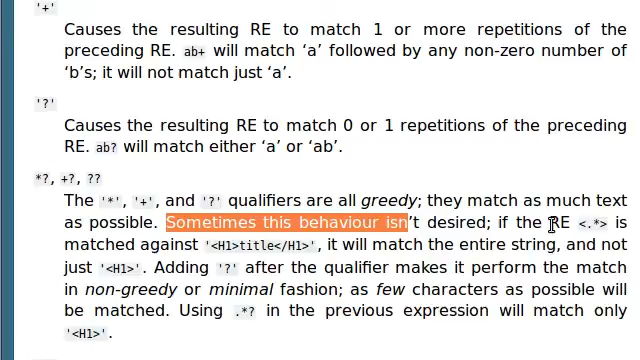 '+'
Causes the resulting RE to match 1 or more repetitions of the
preceding RE. ab+ will match ‘a’ followed by any non-zero number of
‘b’s; it will not match just ‘a’.
'?'
Causes the resulting RE to match 0 or 1 repetitions of the preceding
RE. ab? will match either ‘a’ or ‘ab’.
*?, +?, ??
The '*', '+', and '?' qualifiers are all greedy; they match as much text
as possible. Sometimes this behaviour isn’t desired; if the RE <.*> is
matched against '<H1>title</H1>', it will match the entire string, and not
just '<H1>'. Adding '?' after the qualifier makes it perform the match
in non-greedy or minimal fashion; as few characters as possible will
be matched. Using .*? in the previous expression will match only
'<H1>'.